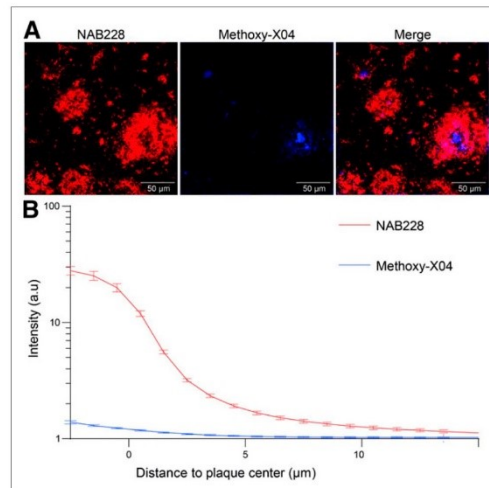 A
NAB228 Methoxy-X04 Merge
50 µm 50 µm 50 µm
B
100
NAB228
Methoxy-X04
10
Intensity (a.u)
1
0 5 10
Distance to plaque center (µm)